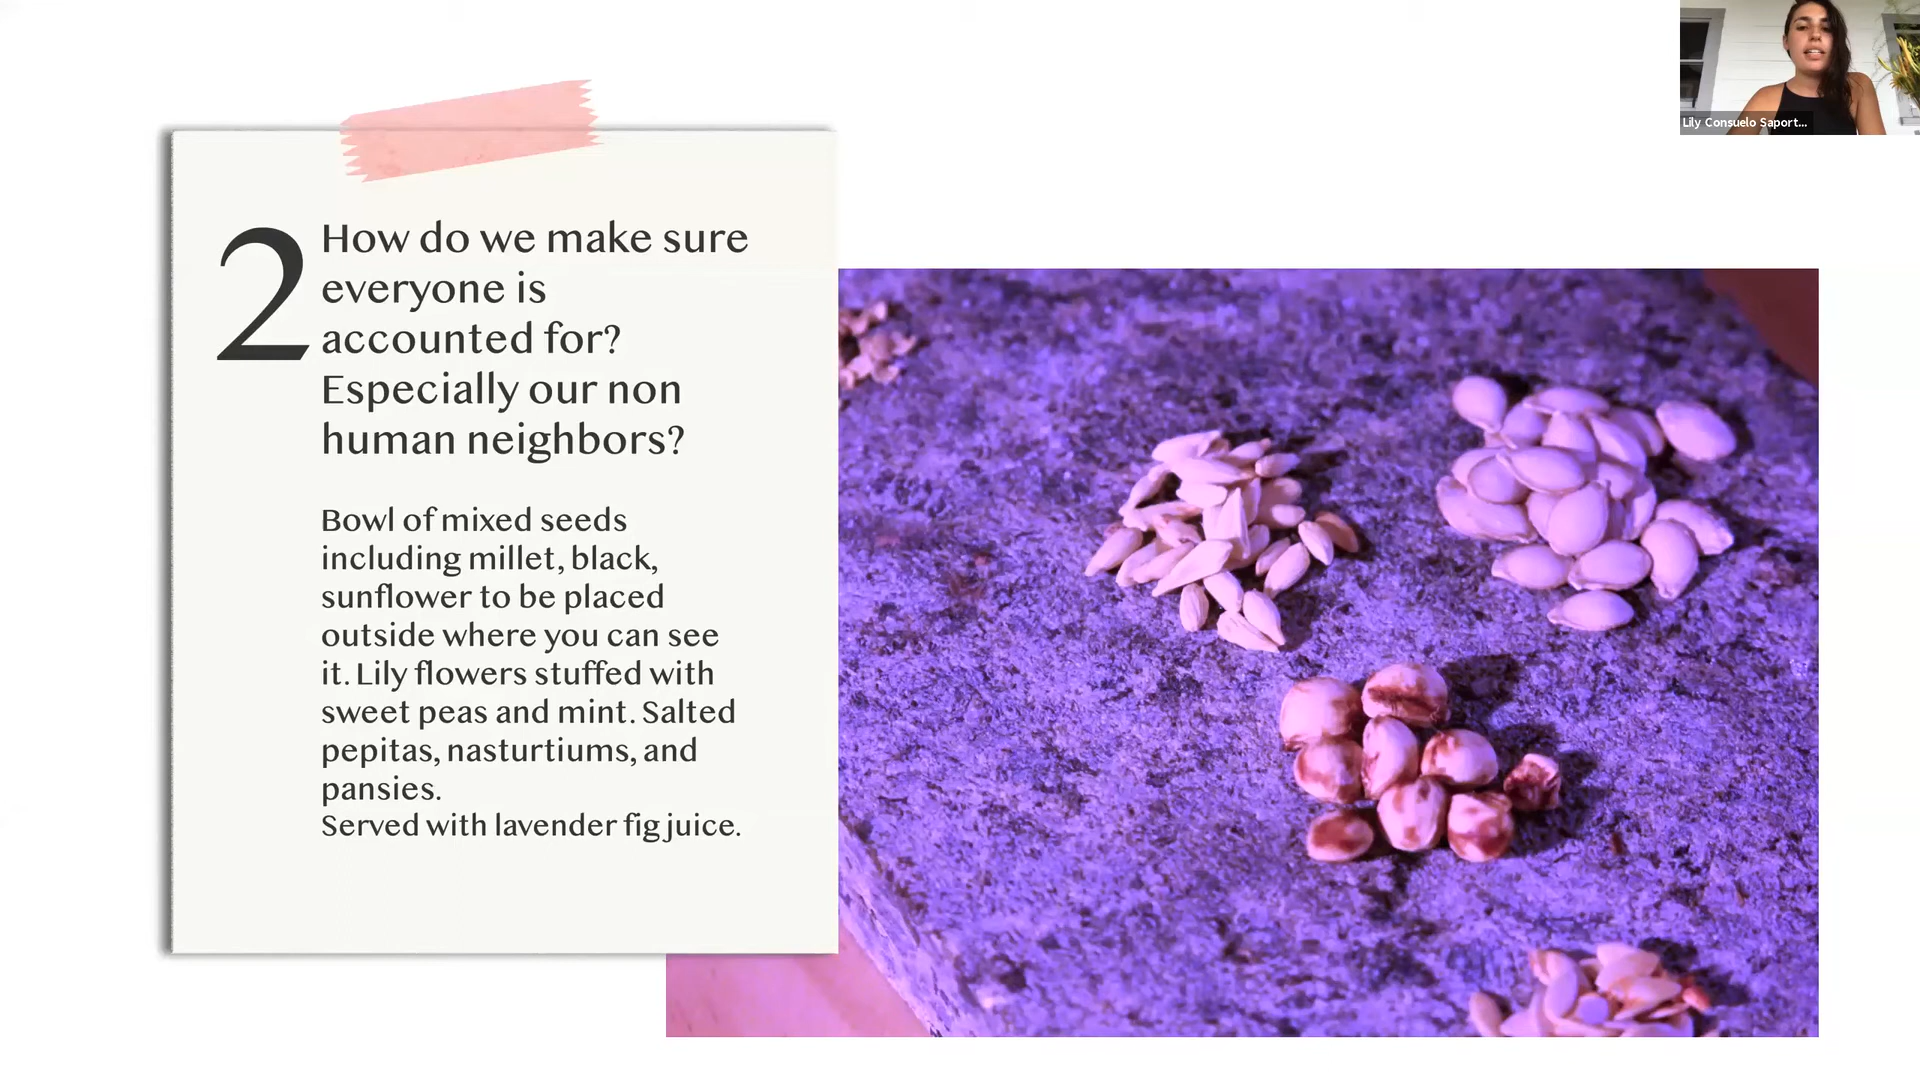 Lily Consuelo Saport...
2
How do we make sure
everyone is
accounted for?
Especially our non
human neighbors?
Bowl of mixed seeds
including millet, black,
sunflower to be placed
outside where you can see
it. Lily flowers stuffed with
sweet peas and mint. Salted
pepitas, nasturtiums, and
pansies.
Served with lavender fig juice.